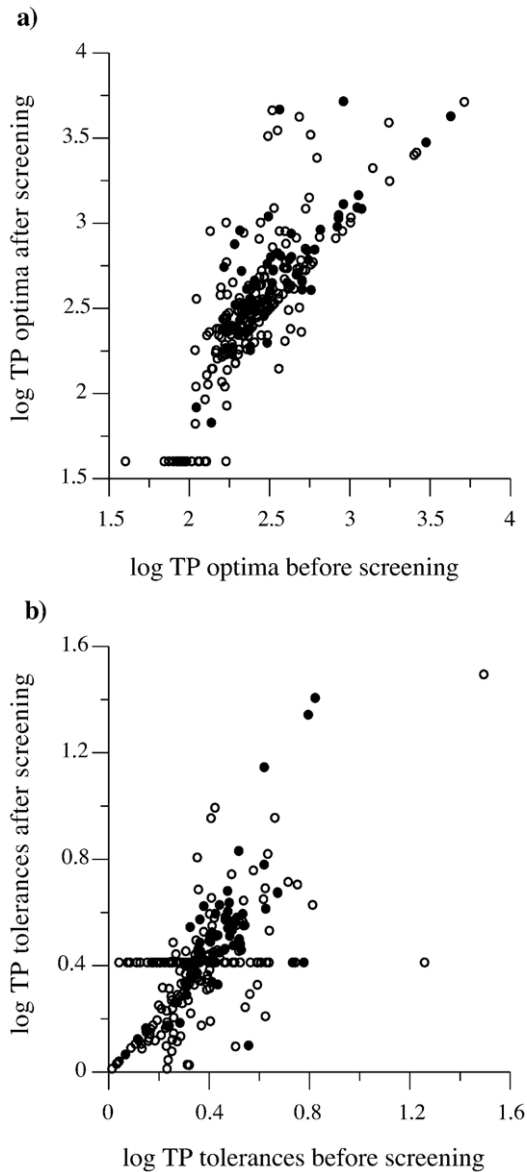 a)
4
3.5
3
2.5
2
1.5
log TP optima after screening
1.5 2 2.5 3 3.5 4
log TP optima before screening
b)
1.6
1.2
0.8
0.4
0
log TP tolerances after screening
0 0.4 0.8 1.2 1.6
log TP tolerances before screening